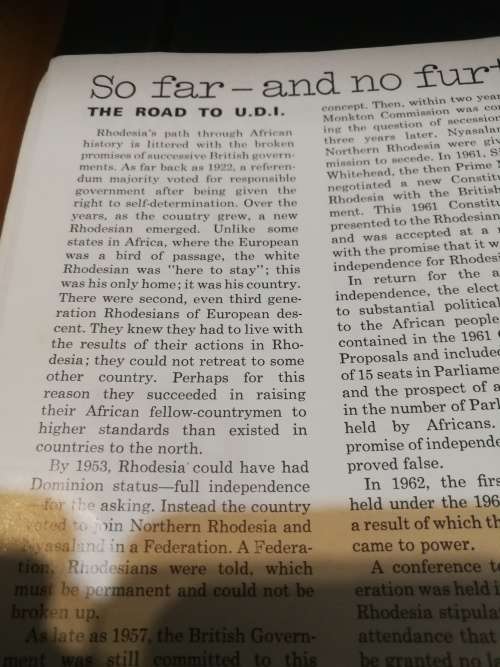 So far – and no
THE ROAD TO U.D.I.
Rhodesia's path through African
history is littered with the broken
promises of successive British govern-
ments. As far back as 1922, a referen-
dum majority voted for responsible
government after being given the
right to self-determination. Over the
years, as the country grew, a new
Rhodesian emerged. Unlike some
states in Africa, where the European
was a bird of passage, the white
Rhodesian was "here to stay"; this
was his only home; it was his country.
There were second, even third gene-
ration Rhodesians of European des-
cent. They knew they had to live with
the results of their actions in Rho-
desia; they could not retreat to some
other country. Perhaps for this
reason they succeeded in raising
their African fellow-countrymen to
higher standards than existed in
countries to the north.
By 1953, Rhodesia could have had
Dominion status—full independence
—for the asking. Instead the country
voted to join Northern Rhodesia and
Nyasaland in a Federation. A Federa-
tion, Rhodesians were told, which
must be permanent and could not be
broken up.
As late as 1957, the British Govern-
ment was still committed to this
concept. Then, within two
Monkton Commission was
ing the question of secession
three years later.
Northern Rhodesia were
mission to secede. In 1961,
Whitehead, the then Prime
negotiated a new
Rhodesia with the British
ment. This 1961
presented to the Rhodesian
and was accepted at a
with the promise that it
independence for
In return for the
independence, the
to substantial political
to the African people
contained in the 1961
Proposals and included
of 15 seats in
and the prospect of
in the number of
held by Africans.
promise of
proved false.
In 1962, the
held under the
a result of which
came to power.
A conference
eration was held
Rhodesia
attendance that
be granted